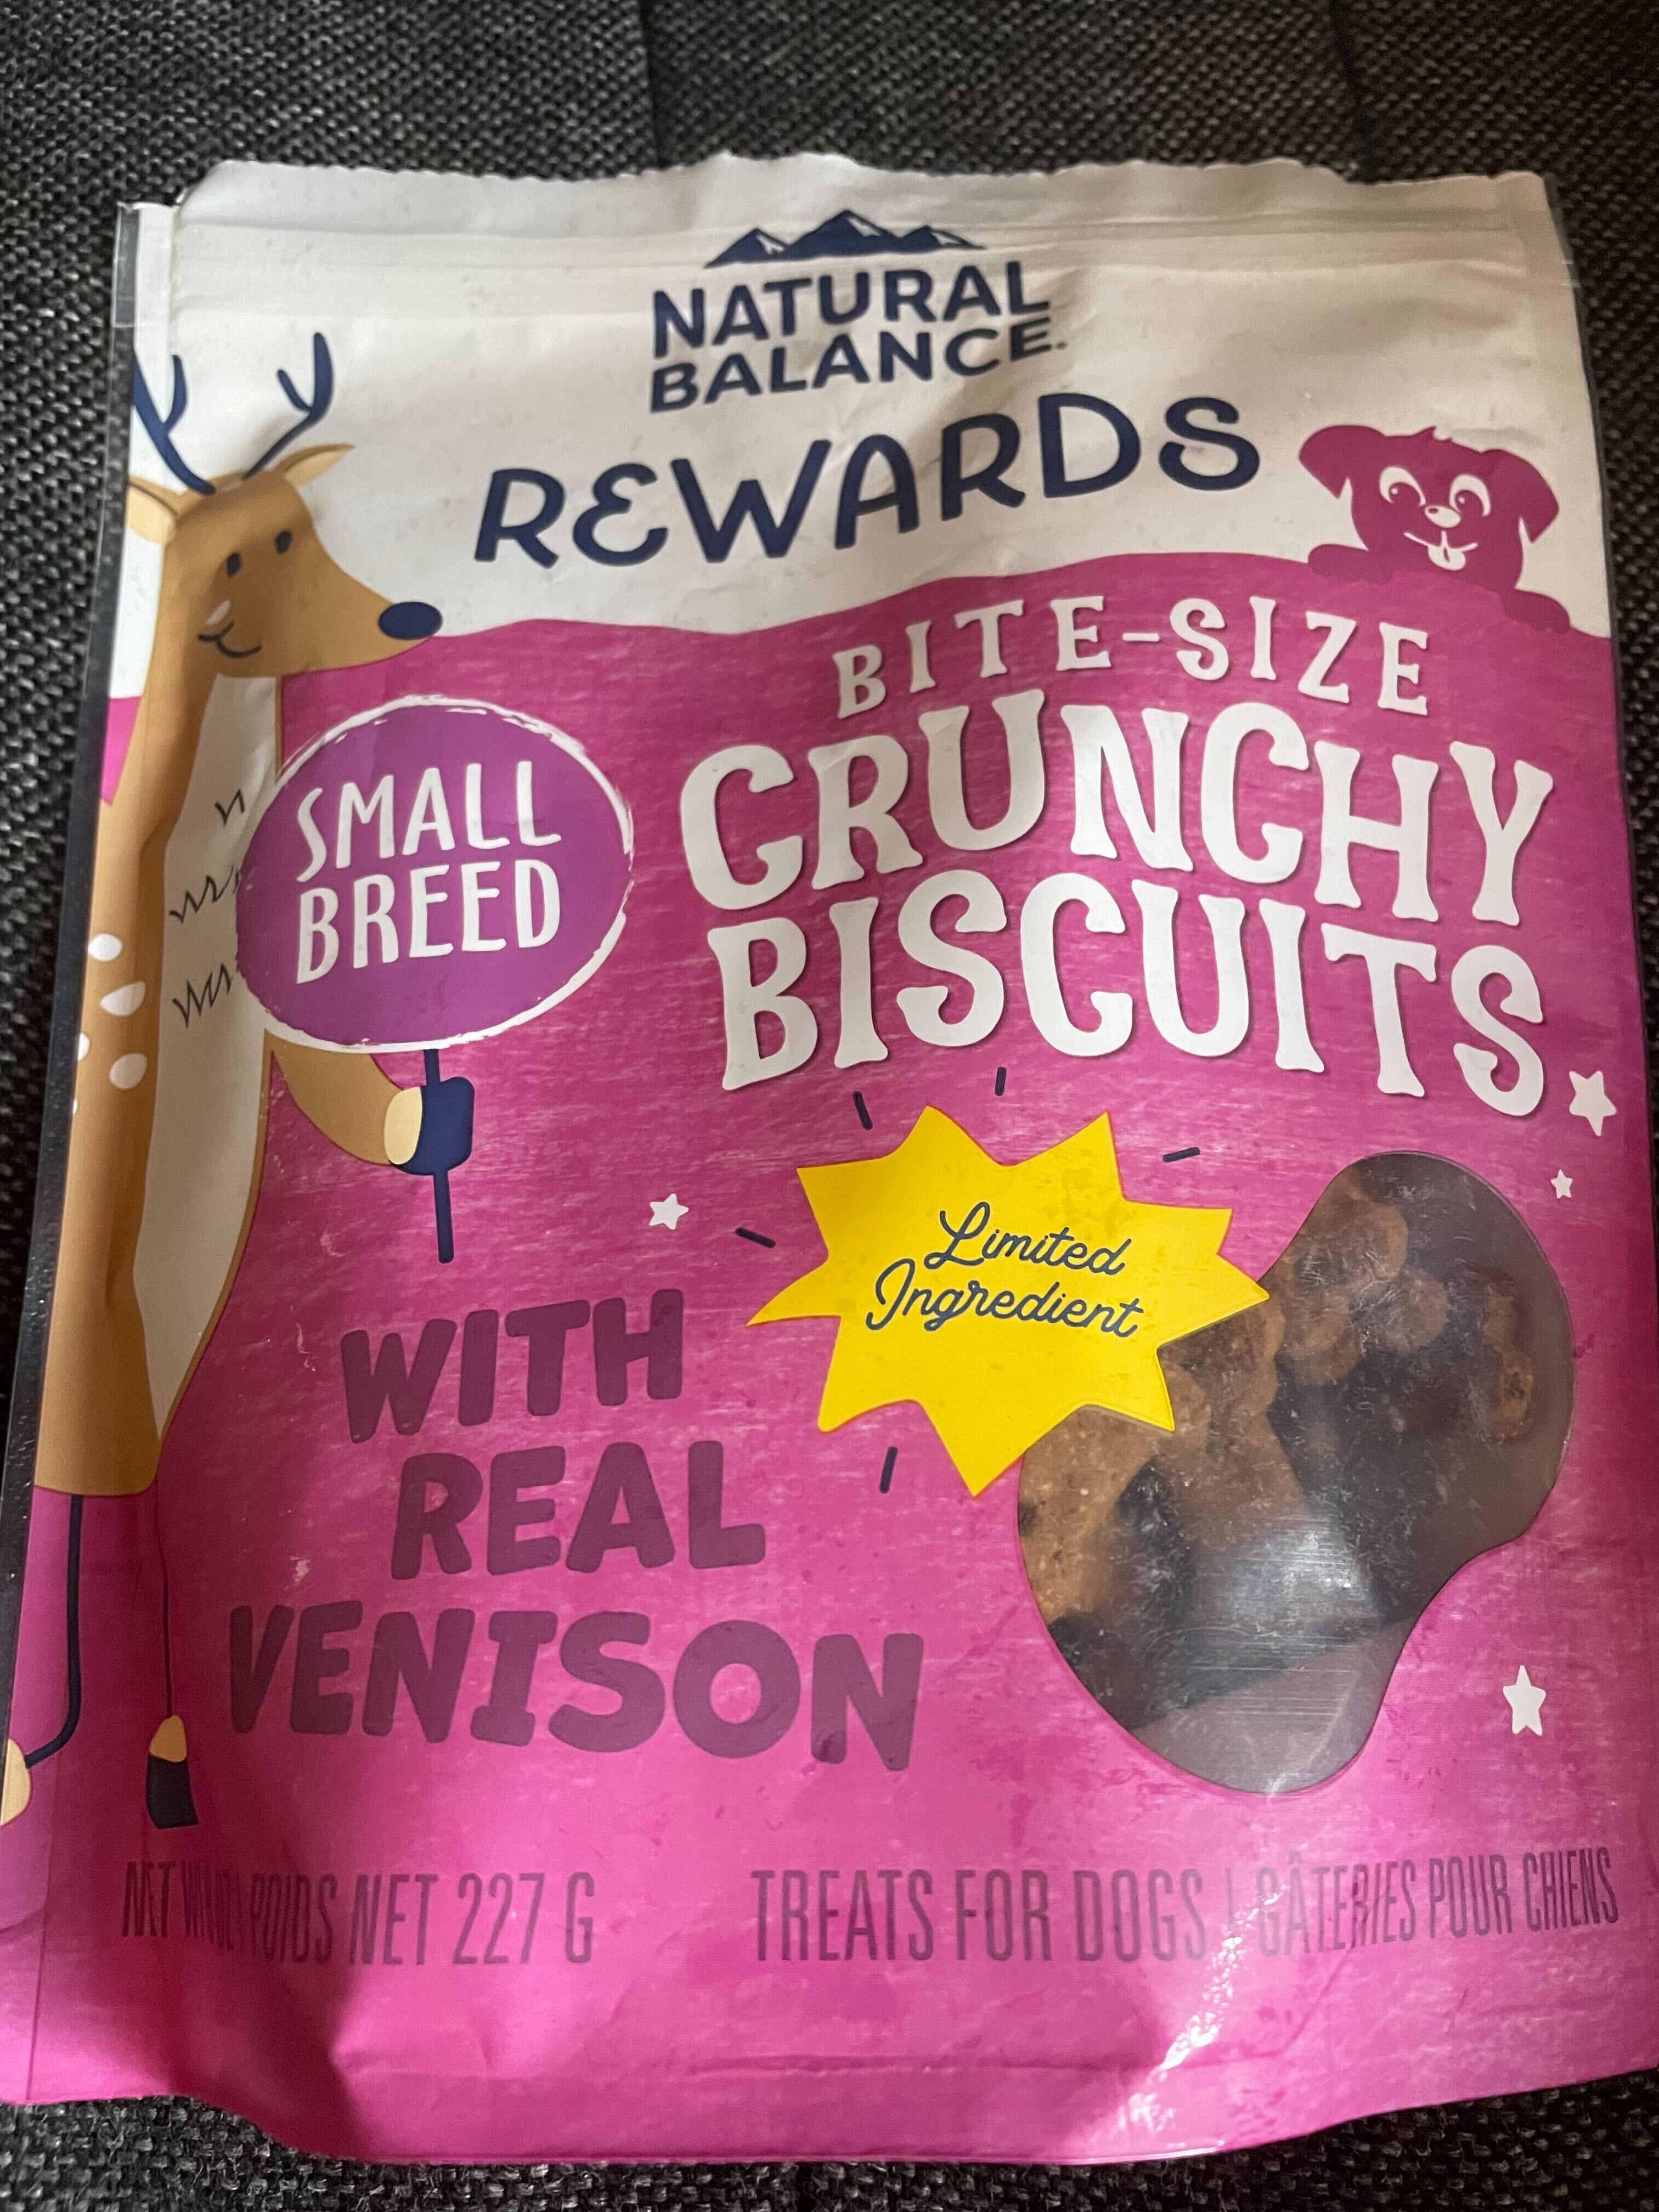 NATURAL
BALANCE.
REWARDS
BITE-SIZE
CRUNCHY
BISCUITS
SMALL
BREED
Limited
Ingredient
WITH
REAL
VENISON
NET POIDS NET 227 G
TREATS FOR DOGS | GÂTERIES POUR CHIENS